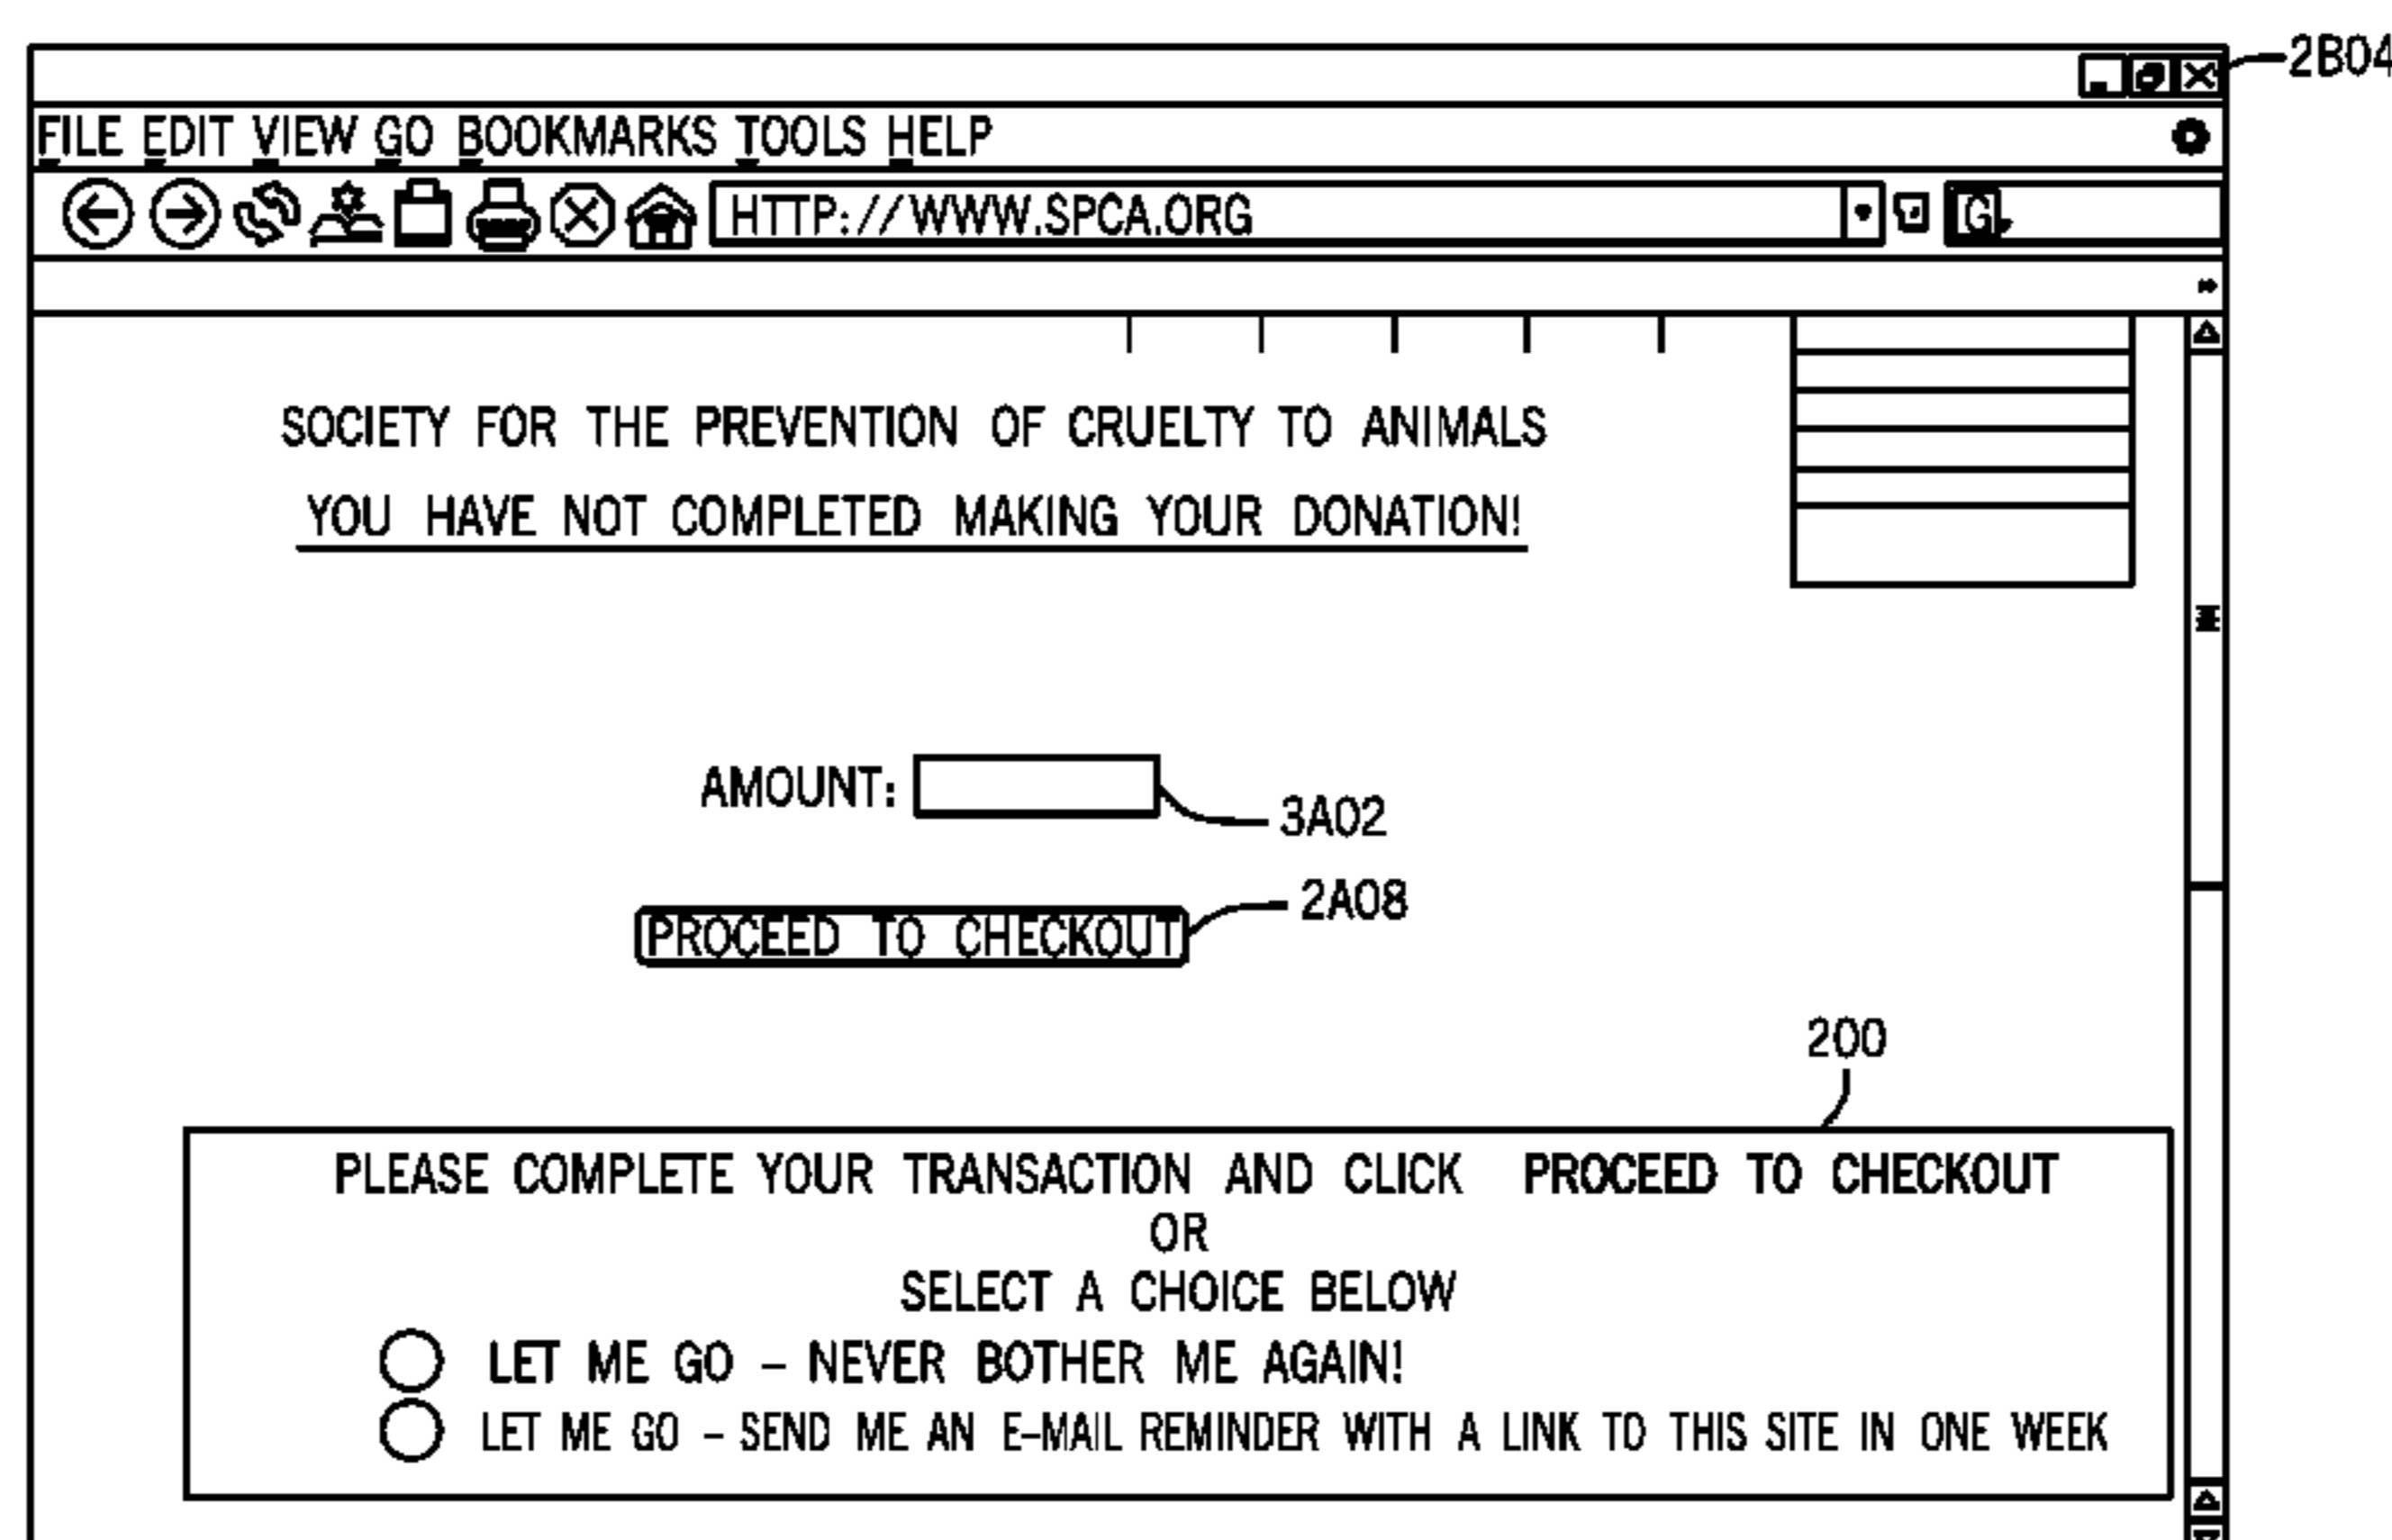 2B04
FILE EDIT VIEW GO BOOKMARKS TOOLS HELP
HTTP://WWW.SPCA.ORG
G
SOCIETY FOR THE PREVENTION OF CRUELTY TO ANIMALS
YOU HAVE NOT COMPLETED MAKING YOUR DONATION!
AMOUNT:
3A02
2A08
PROCEED TO CHECKOUT
200
PLEASE COMPLETE YOUR TRANSACTION AND CLICK PROCEED TO CHECKOUT
OR
SELECT A CHOICE BELOW
LET ME GO – NEVER BOTHER ME AGAIN!
LET ME GO – SEND ME AN E–MAIL REMINDER WITH A LINK TO THIS SITE IN ONE WEEK